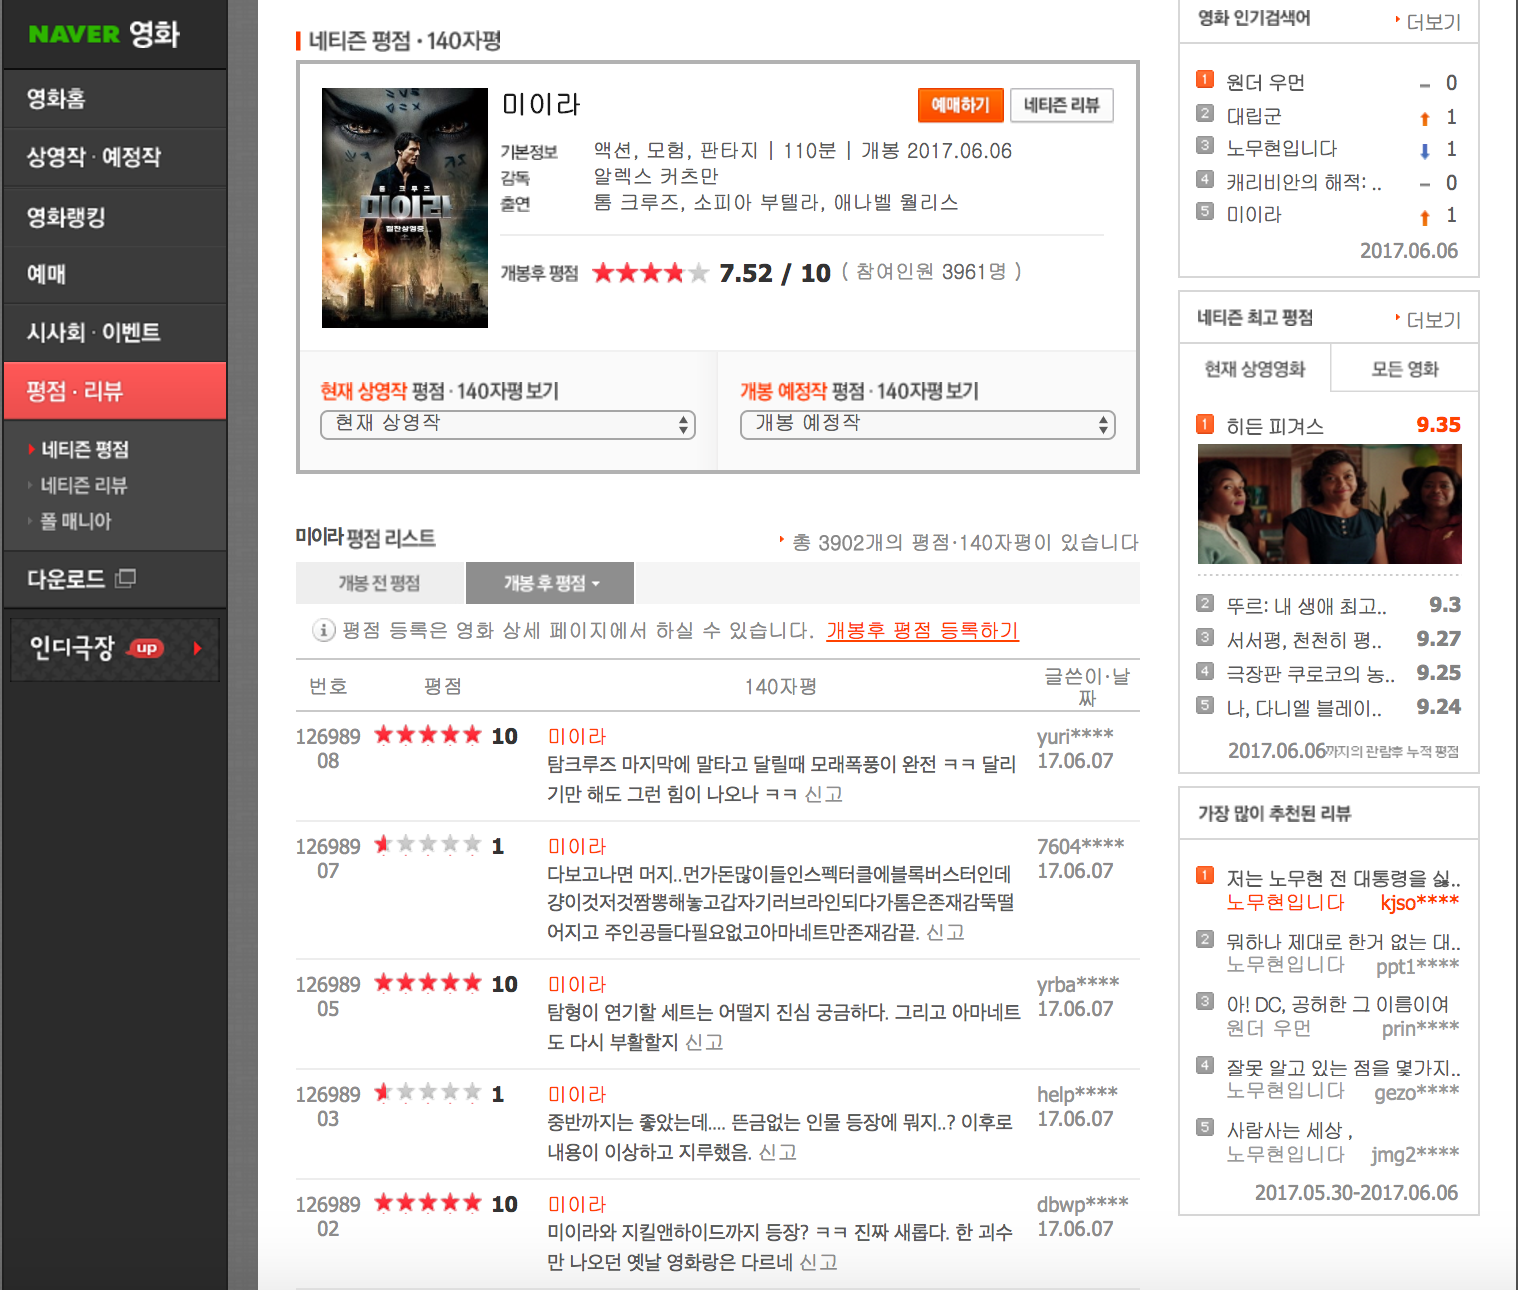 NAVER 영화
영화홈
상영작 · 예정작
영화랭킹
예매
시사회 · 이벤트
평점 · 리뷰
네티즌 평점
네티즌 리뷰
폴 매니아
다운로드
인디극장 up
네티즌 평점 · 140자평
톰 크루즈
미이라
절찬상영중
미이라
예매하기
네티즌 리뷰
기본정보 액션, 모험, 판타지 | 110분 | 개봉 2017.06.06
감독 알렉스 커츠만
출연 톰 크루즈, 소피아 부텔라, 애나벨 월리스
개봉후 평점 7.52 / 10 ( 참여인원 3961명 )
현재 상영작 평점 · 140자평 보기
현재 상영작
개봉 예정작 평점 · 140자평 보기
개봉 예정작
미이라 평점 리스트
총 3902개의 평점·140자평이 있습니다
개봉 전 평점
개봉 후 평점
평점 등록은 영화 상세 페이지에서 하실 수 있습니다. 개봉후 평점 등록하기
번호 평점 140자평 글쓴이·날
짜
126989 10 미이라 yuri****
08 탐크루즈 마지막에 말타고 달릴때 모래폭풍이 완전 ㅋㅋ 달리 17.06.07
기만 해도 그런 힘이 나오나 ㅋㅋ 신고
126989 1 미이라 7604****
07 다보고나면 머지..먼가돈많이들인스펙터클에블록버스터인데 17.06.07
걍이것저것짬뽕해놓고갑자기러브라인되다가톰은존재감뚝떨
어지고 주인공들다필요없고아마네트만존재감끝. 신고
126989 10 미이라 yrba****
05 탐형이 연기할 세트는 어떨지 진심 궁금하다. 그리고 아마네트 17.06.07
도 다시 부활할지 신고
126989 1 미이라 help****
03 중반까지는 좋았는데.... 뜬금없는 인물 등장에 뭐지..? 이후로 17.06.07
내용이 이상하고 지루했음. 신고
126989 10 미이라 dbwp****
02 미이라와 지킬앤하이드까지 등장? ㅋㅋ 진짜 새롭다. 한 괴수 17.06.07
만 나오던 옛날 영화랑은 다르네 신고
영화 인기검색어 더보기
1 원더 우먼 0
2 대립군 1
3 노무현입니다 1
4 캐리비안의 해적: .. 0
5 미이라 1
2017.06.06
네티즌 최고 평점 더보기
현재 상영영화 모든 영화
1 히든 피겨스 9.35
2 뚜르: 내 생애 최고.. 9.3
3 서서평, 천천히 평.. 9.27
4 극장판 쿠로코의 농.. 9.25
5 나, 다니엘 블레이.. 9.24
2017.06.06까지의 관람후 누적 평점
가장 많이 추천된 리뷰
1 저는 노무현 전 대통령을 싫..
노무현입니다 kjso****
2 뭐하나 제대로 한거 없는 대..
노무현입니다 ppt1****
3 아! DC, 공허한 그 이름이여
원더 우먼 prin****
4 잘못 알고 있는 점을 몇가지..
노무현입니다 gezo****
5 사람사는 세상 ,
노무현입니다 jmg2****
2017.05.30-2017.06.06